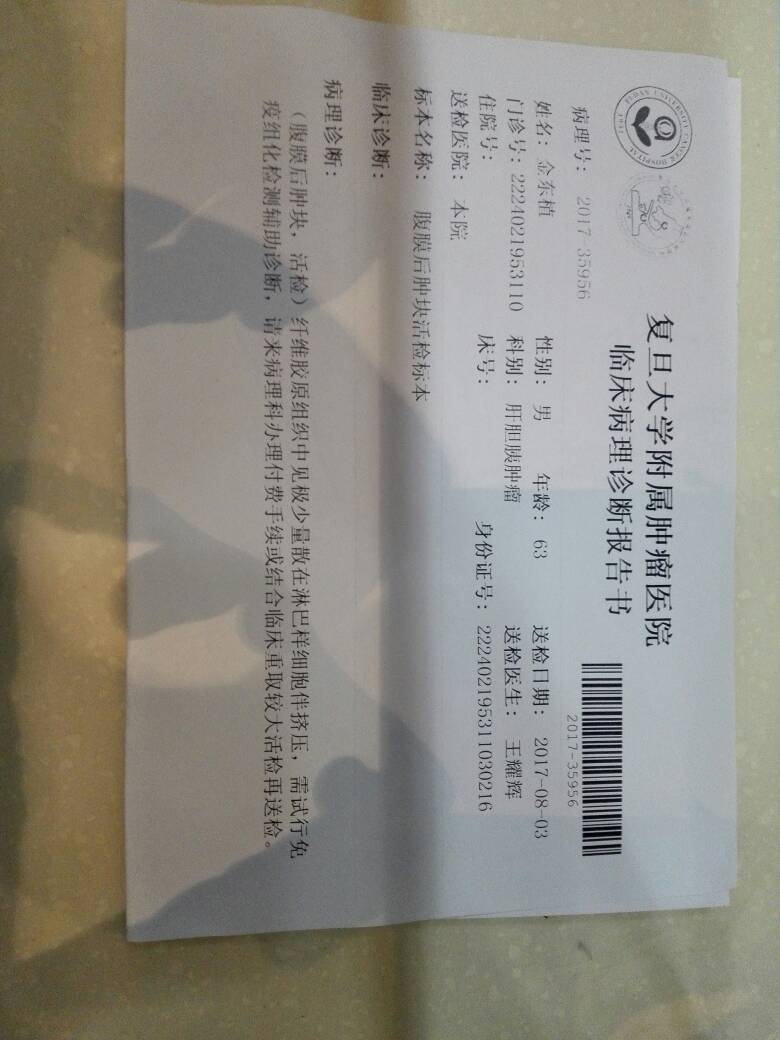 复旦大学附属肿瘤医院
临床病理诊断报告书
FUDAN UNIVERSITY CANCER HOSPITAL 1931
病理号： 2017-35956
2017-35956
姓名： 金东植 性别： 男 年龄： 63 送检日期： 2017-08-03
门诊号： 2224021953110 科别： 肝胆胰肿瘤 送检医生： 王耀辉
住院号： 床号： 身份证号： 222402195311030216
送检医院： 本院
标本名称： 腹膜后肿块活检标本
临床诊断：
病理诊断：
（腹膜后肿块，活检）纤维胶原组织中见极少量散在淋巴样细胞伴挤压，需试行免
疫组化检测辅助诊断，请来病理科办理付费手续或结合临床重取较大活检再送检。